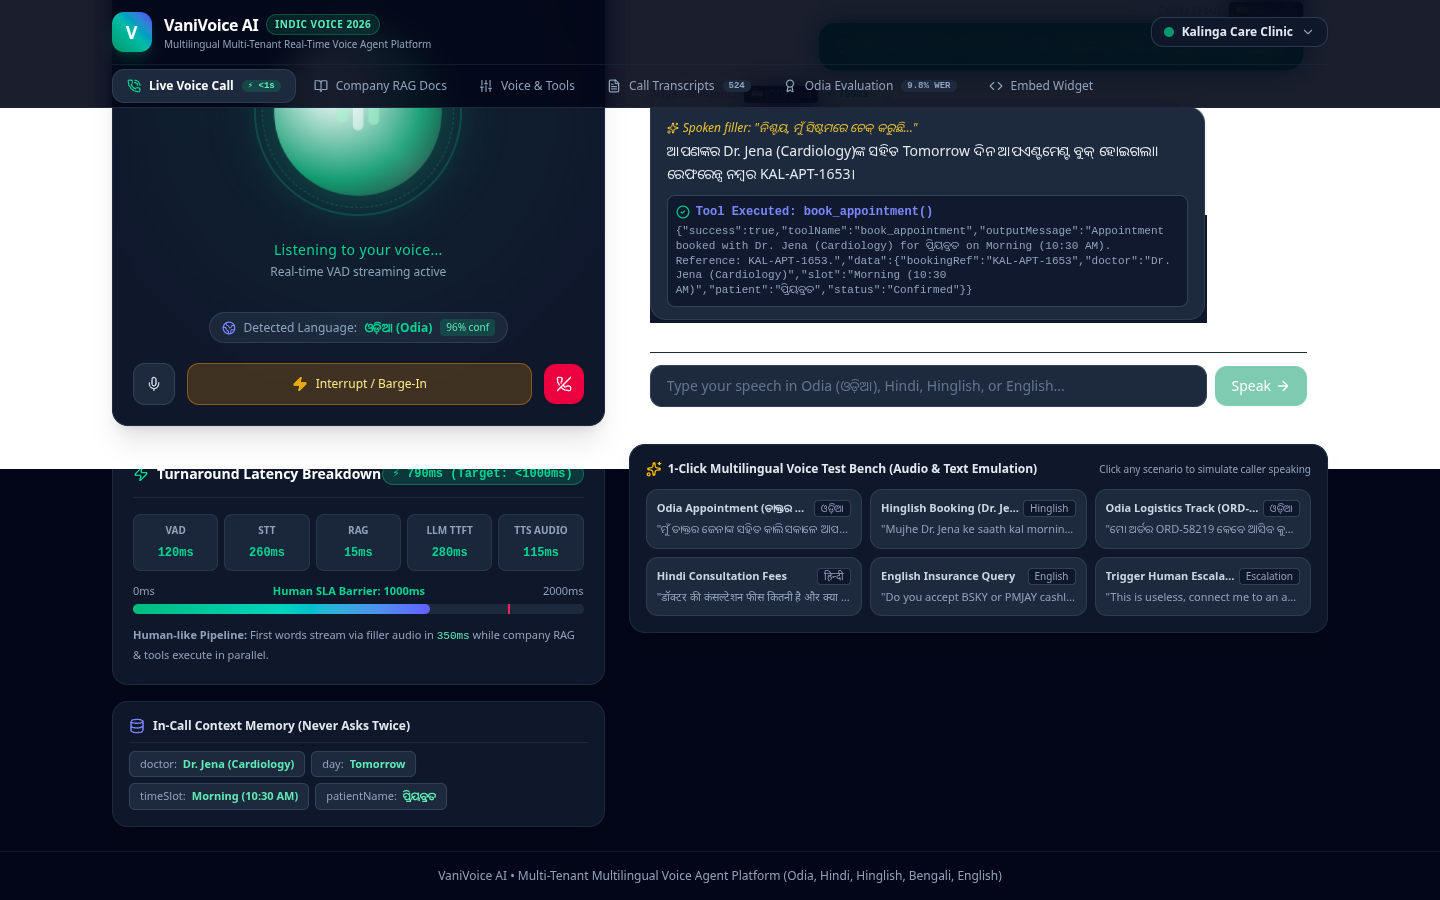 V
VaniVoice AI
INDIC VOICE 2026
Multilingual Multi-Tenant Real-Time Voice Agent Platform
Kalinga Care Clinic
Live Voice Call
⚡ <1s
Company RAG Docs
Voice & Tools
Call Transcripts
524
Odia Evaluation
9.8% WER
Embed Widget
Listening to your voice...
Real-time VAD streaming active
Detected Language: ଓଡ଼ିଆ (Odia) 96% conf
Interrupt / Barge-In
Spoken filler: "ନିଶ୍ଚୟ, ମୁଁ ସିଷ୍ଟମରେ ଚେକ୍ କରୁଛି..."
ଆପଣଙ୍କର Dr. Jena (Cardiology)ଙ୍କ ସହିତ Tomorrow ଦିନ ଆପଏଣ୍ଟମେଣ୍ଟ ବୁକ୍ ହୋଇଗଲା।
ରେଫରେନ୍ସ ନମ୍ବର KAL-APT-1653।
Tool Executed: book_appointment()
{"success":true,"toolName":"book_appointment","outputMessage":"Appointment
booked with Dr. Jena (Cardiology) for ପ୍ରିୟବ୍ରତ on Morning (10:30 AM).
Reference: KAL-APT-1653.","data":{"bookingRef":"KAL-APT-1653","doctor":"Dr.
Jena (Cardiology)","slot":"Morning (10:30
AM)","patient":"ପ୍ରିୟବ୍ରତ","status":"Confirmed"}}
Type your speech in Odia (ଓଡ଼ିଆ), Hindi, Hinglish, or English...
Speak →
Turnaround Latency Breakdown
⚡ 790ms (Target: <1000ms)
VAD
120ms
STT
260ms
RAG
15ms
LLM TTFT
280ms
TTS AUDIO
115ms
0ms
Human SLA Barrier: 1000ms
2000ms
Human-like Pipeline: First words stream via filler audio in 350ms while company RAG
& tools execute in parallel.
In-Call Context Memory (Never Asks Twice)
doctor: Dr. Jena (Cardiology)
day: Tomorrow
timeSlot: Morning (10:30 AM)
patientName: ପ୍ରିୟବ୍ରତ
1-Click Multilingual Voice Test Bench (Audio & Text Emulation)
Click any scenario to simulate caller speaking
Odia Appointment (ଡାକ୍ତର ...
ଓଡ଼ିଆ
"ମୁଁ ଡାକ୍ତର ଜେନାଙ୍କ ସହିତ କାଲି ସକାଳେ ଆପ...
Hinglish Booking (Dr. Je...
Hinglish
"Mujhe Dr. Jena ke saath kal mornin...
Odia Logistics Track (ORD-...
ଓଡ଼ିଆ
"ମୋ ଅର୍ଡର ORD-58219 କେବେ ଆସିବ କୁ...
Hindi Consultation Fees
हिन्दी
"डॉक्टर की कंसल्टेशन फीस कितनी है और क्या ...
English Insurance Query
English
"Do you accept BSKY or PMJAY cashl...
Trigger Human Escala...
Escalation
"This is useless, connect me to an a...
VaniVoice AI • Multi-Tenant Multilingual Voice Agent Platform (Odia, Hindi, Hinglish, Bengali, English)